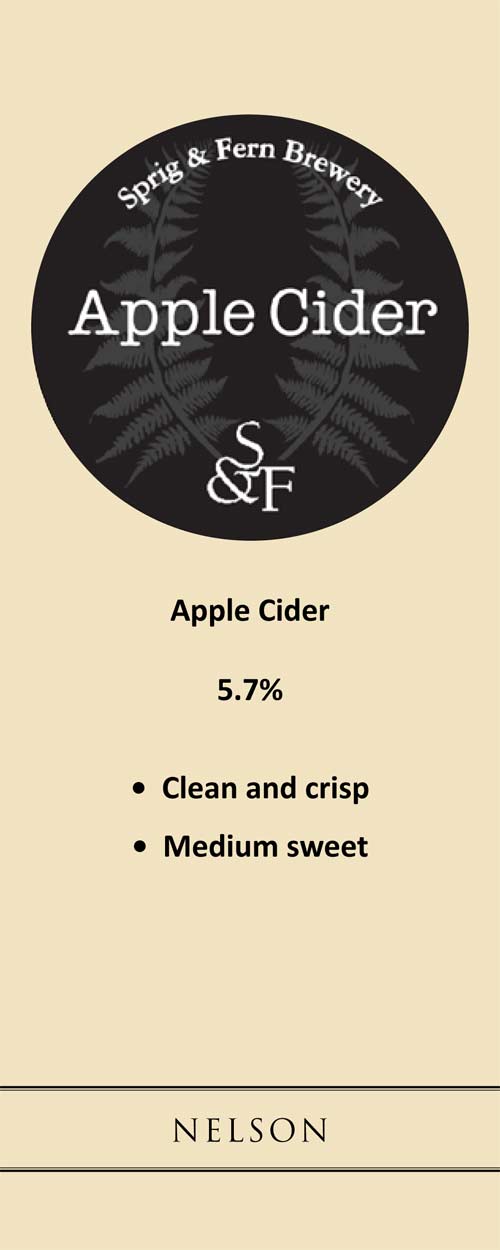 Sprig & Fern Brewery
Apple Cider
S
&F
Apple Cider
5.7%
• Clean and crisp
• Medium sweet
NELSON